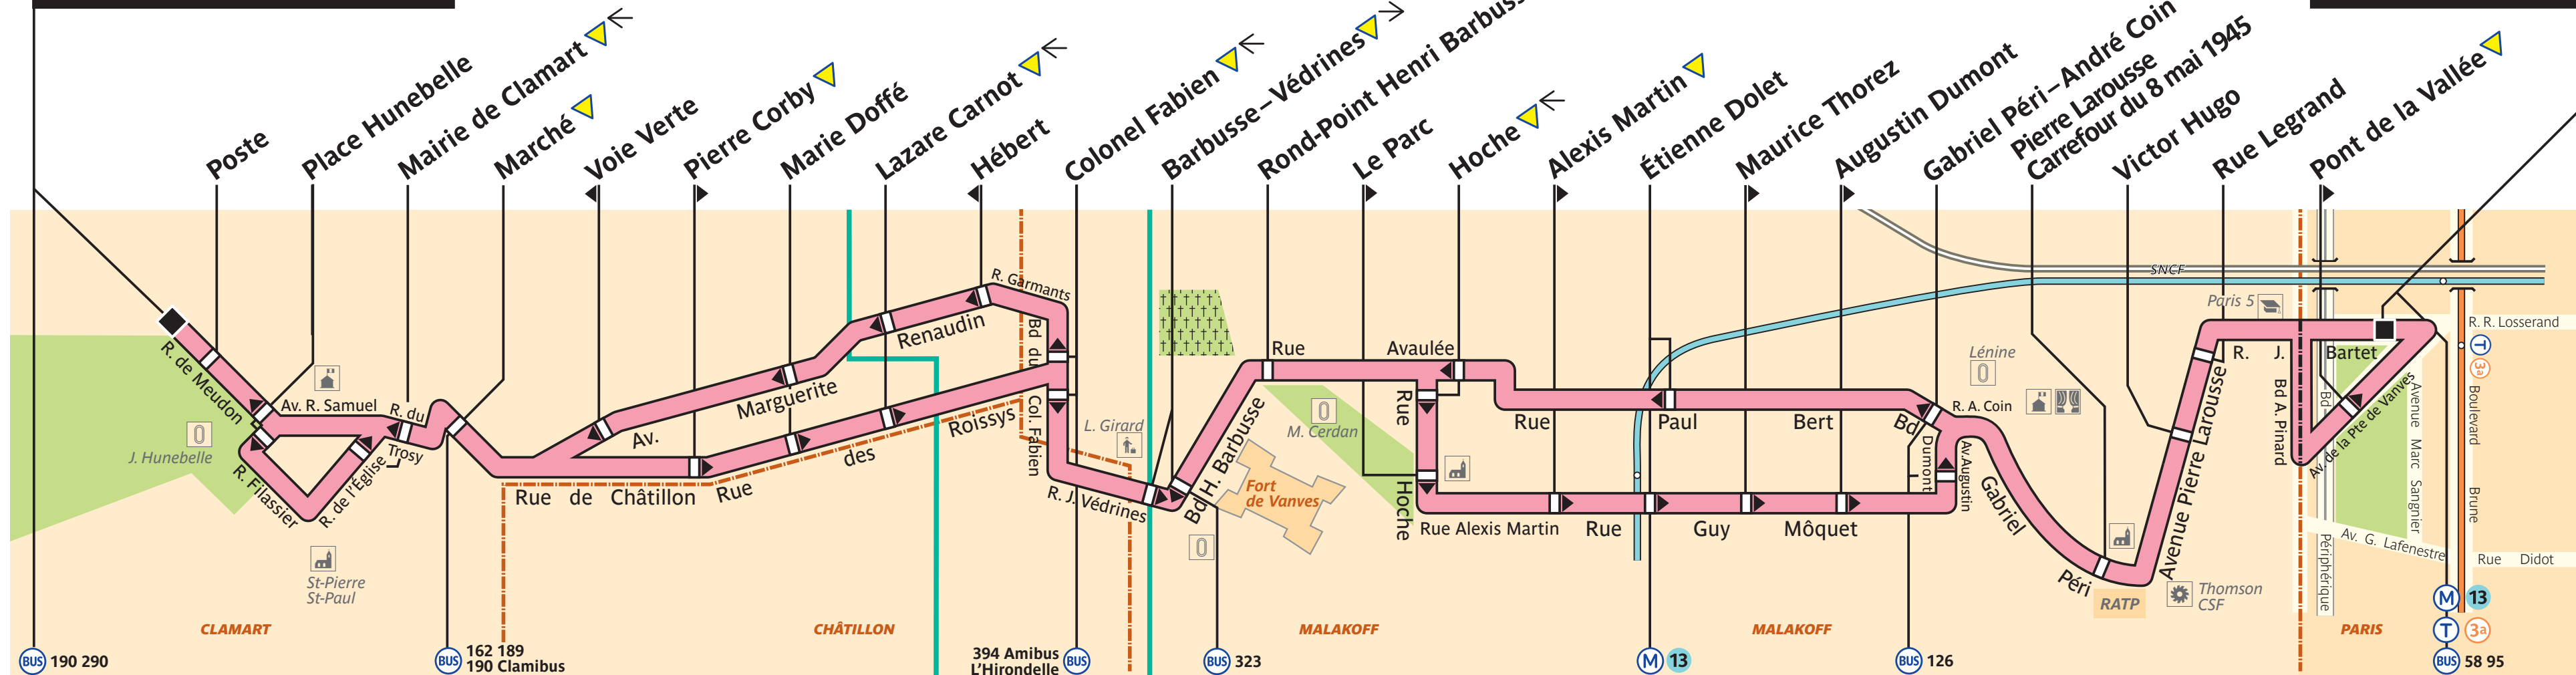 Poste
Place Hunebelle
Mairie de Clamart
Marché
Voie Verte
Pierre Corby
Marie Doffé
Lazare Carnot
Hébert
Colonel Fabien
Barbusse–Védrines
Rond-Point Henri Barbusse
Le Parc
Hoche
Alexis Martin
Étienne Dolet
Maurice Thorez
Augustin Dumont
Gabriel Péri–André Coin
Pierre Larousse
Carrefour du 8 mai 1945
Victor Hugo
Rue Legrand
Pont de la Vallée
R. de Meudon
J. Hunebelle
Av. R. Samuel
R. du
Trosy
R. Filassier
R. de l'Église
St-Pierre
St-Paul
Rue de Châtillon
Av.
Marguerite
Renaudin
R. Garmants
Rue
des
Roissys
Bd du
Col. Fabien
L. Girard
R. J. Védrines
Bd H. Barbusse
Rue
Avaulée
M. Cerdan
Fort
de Vanves
Rue
Hoche
Rue
Paul
Bert
Rue Alexis Martin
Rue
Guy
Môquet
Bd
R. A. Coin
Lénine
Dumont
Av. Augustin
Gabriel
Péri
RATP
Avenue Pierre Larousse
Thomson
CSF
SNCF
Paris 5
R.
J.
Bartet
Bd A. Pinard
Bd
Périphérique
Av. de la Pte de Vanves
Avenue Marc Sangnier
Av. G. Lafenestre
R. R. Losserand
T
3a
Boulevard
Brune
Rue Didot
CLAMART
CHÂTILLON
MALAKOFF
MALAKOFF
PARIS
BUS 190 290
BUS 162 189
190 Clamibus
394 Amibus
L'Hirondelle
BUS
BUS 323
M 13
BUS 126
M 13
T 3a
BUS 58 95